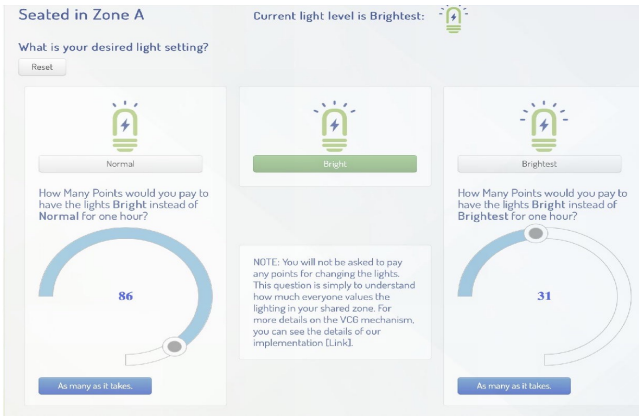 Seated in Zone A
Current light level is Brightest:
What is your desired light setting?
Reset
Normal
Bright
Brightest
How Many Points would you pay to
have the lights Bright instead of
Normal for one hour?
86
As many as it takes.
NOTE: You will not be asked to pay
any points for changing the lights.
This question is simply to understand
how much everyone values the
lighting in your shared zone. For
more details on the VCG mechanism,
you can see the details of our
implementation [Link].
How Many Points would you pay to
have the lights Bright instead of
Brightest for one hour?
31
As many as it takes.